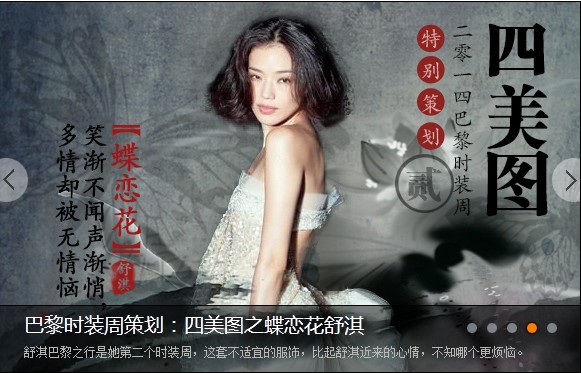 四美图
二零一四巴黎时装周
特别策划
贰
【蝶恋花】
舒淇
笑渐不闻声渐悄，
多情却被无情恼
巴黎时装周策划：四美图之蝶恋花舒淇
舒淇巴黎之行是她第二个时装周，这套不适宜的服饰，比起舒淇近来的心情，不知哪个更烦恼。